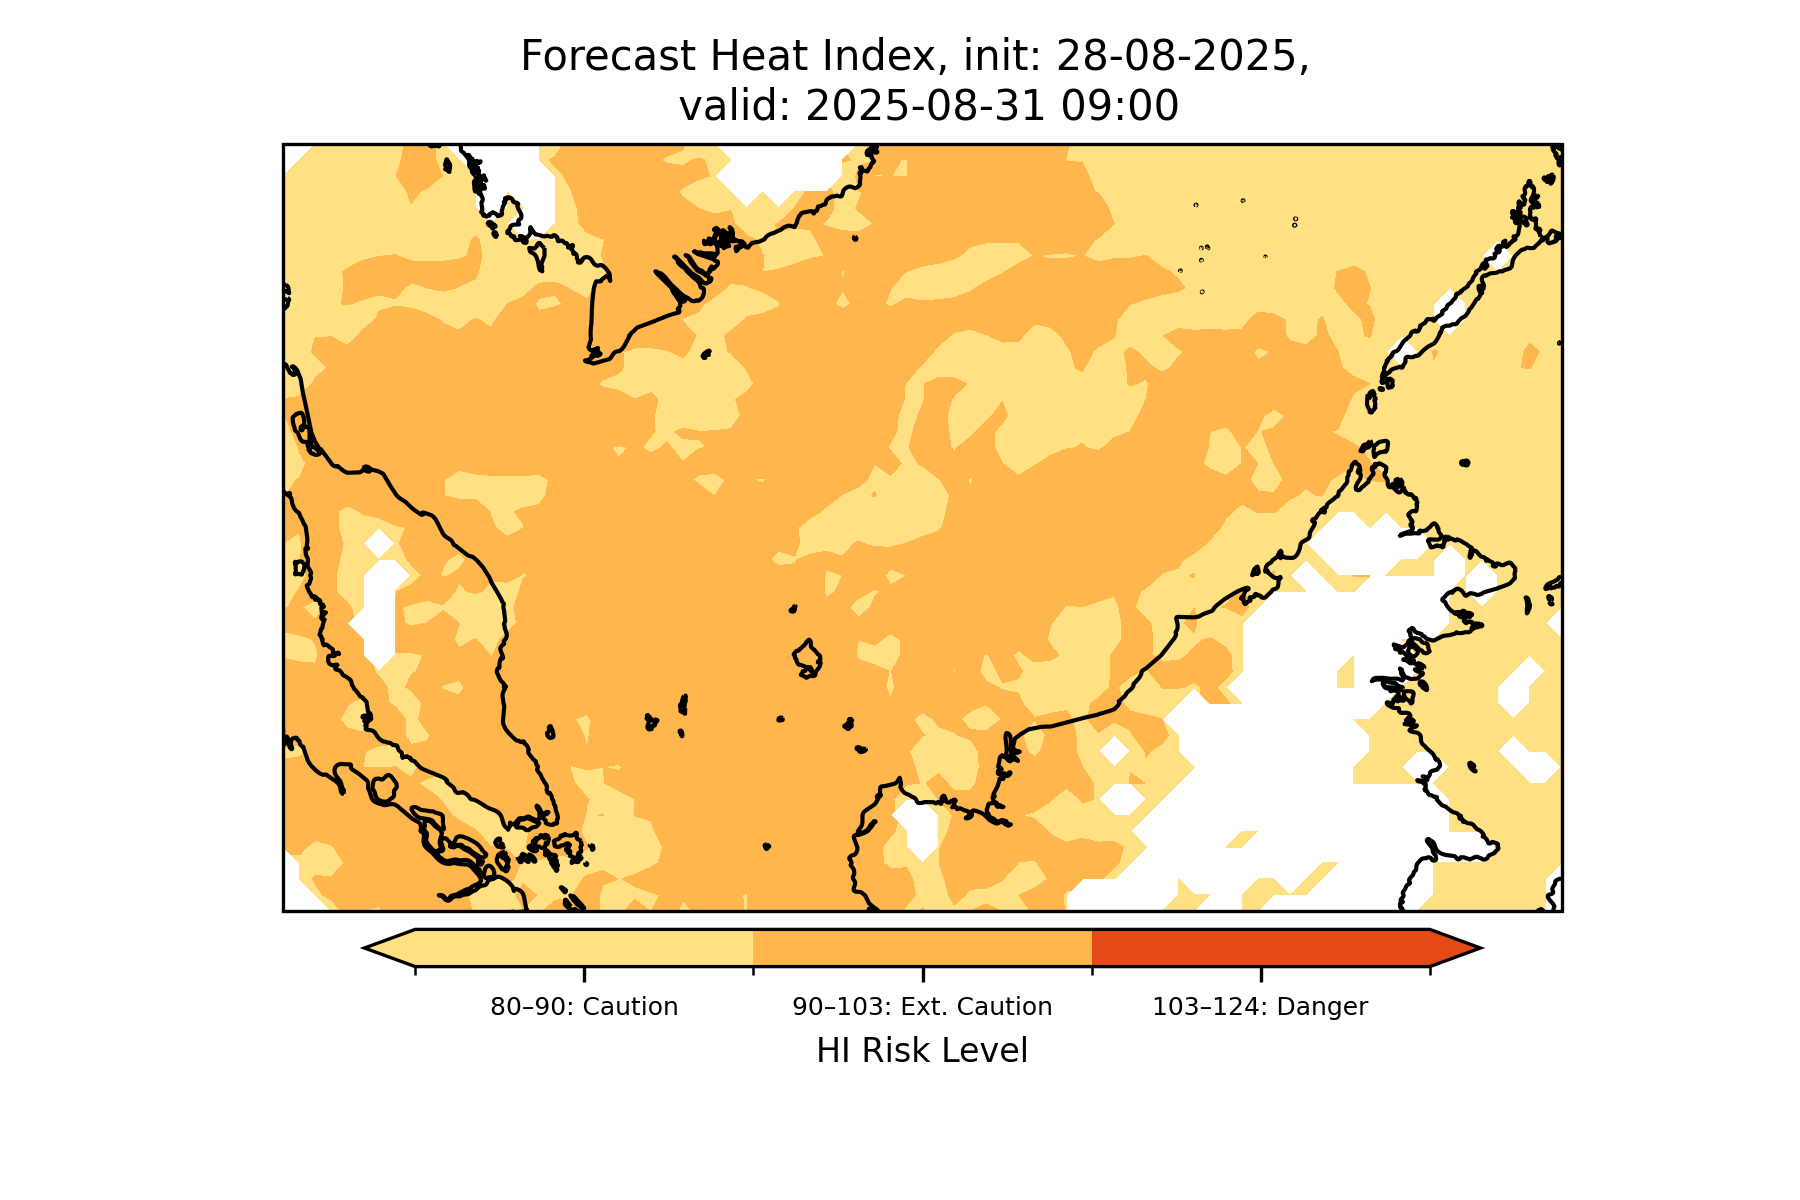 Forecast Heat Index, init: 28-08-2025,
valid: 2025-08-31 09:00
80–90: Caution
90–103: Ext. Caution
103–124: Danger
HI Risk Level